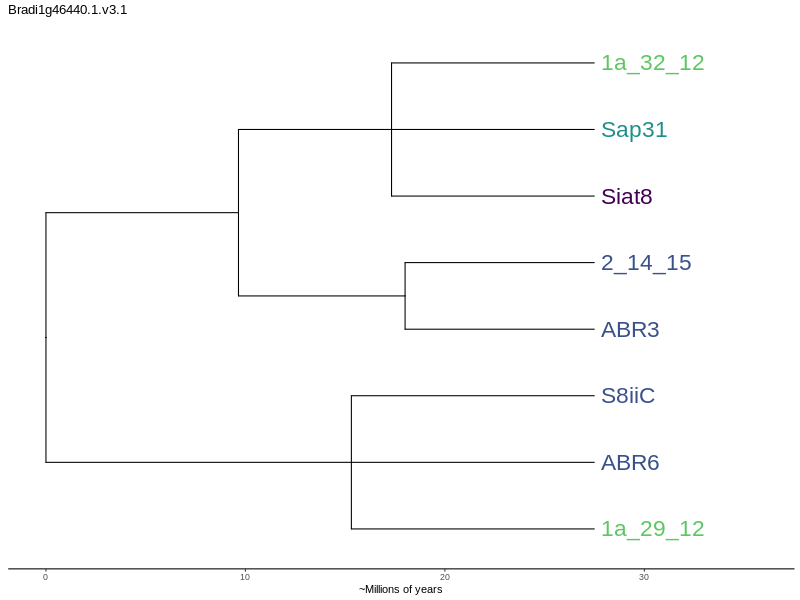 Bradi1g46440.1.v3.1
1a_32_12
Sap31
Siat8
2_14_15
ABR3
S8iiC
ABR6
1a_29_12
0 10 20 30
~Millions of years